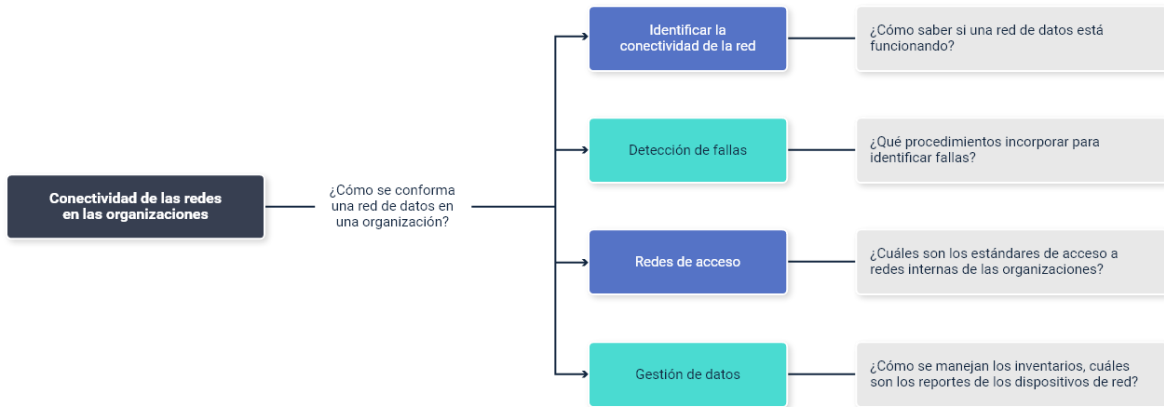 Conectividad de las redes
en las organizaciones
¿Cómo se conforma
una red de datos en
una organización?
Identificar la
conectividad de la red
¿Cómo saber si una red de datos está
funcionando?
Detección de fallas
¿Qué procedimientos incorporar para
identificar fallas?
Redes de acceso
¿Cuáles son los estándares de acceso a
redes internas de las organizaciones?
Gestión de datos
¿Cómo se manejan los inventarios, cuáles
son los reportes de los dispositivos de red?